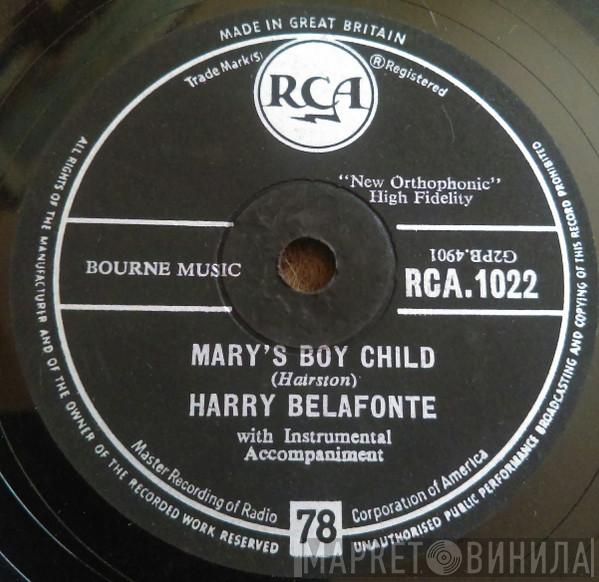 MADE IN GREAT BRITAIN
Trade Mark(S) ®Registered
RCA
"New Orthophonic"
High Fidelity
BOURNE MUSIC
G2PB.4901
RCA.1022
MARY'S BOY CHILD
(Hairston)
HARRY BELAFONTE
with Instrumental
Accompaniment
Master Recording of Radio Corporation of America
78
ALL RIGHTS OF THE MANUFACTURER AND OF THE OWNER OF THE RECORDED WORK RESERVED
UNAUTHORISED PUBLIC PERFORMANCE BROADCASTING AND COPYING OF THIS RECORD PROHIBITED
МАРКЕТ ВИНИЛА